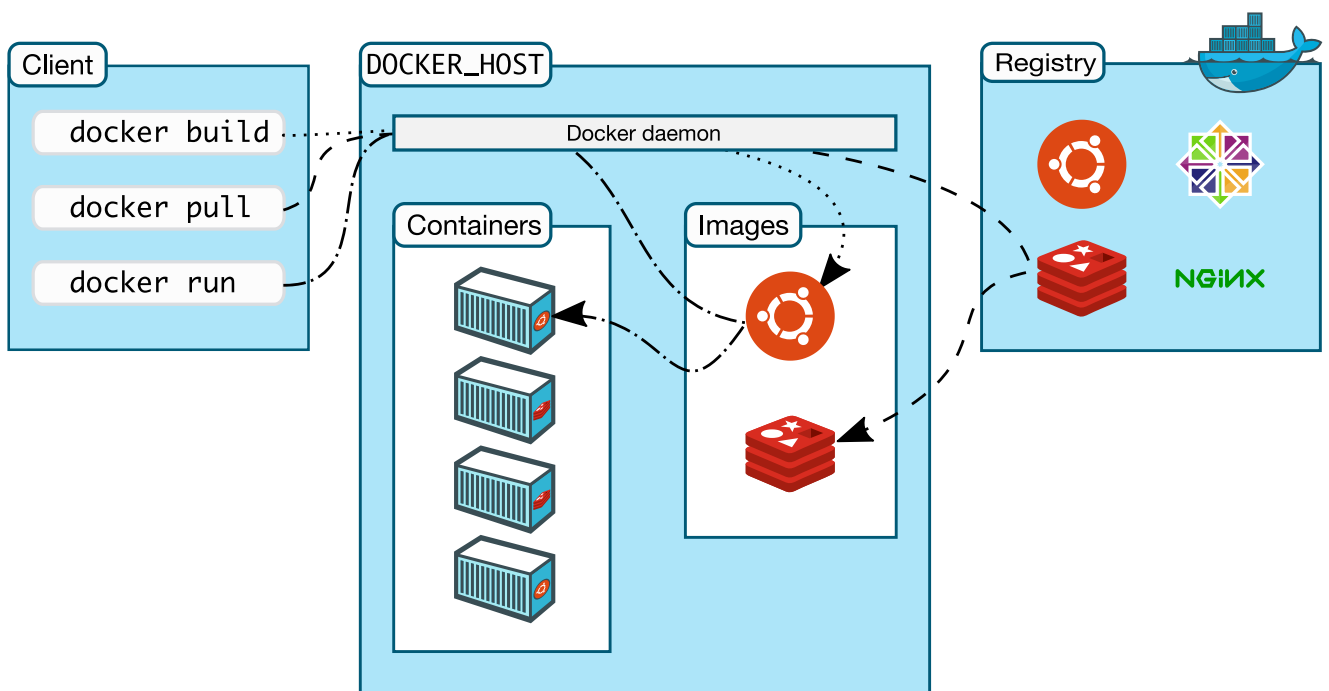 Client
docker build
docker pull
docker run
DOCKER_HOST
Docker daemon
Containers
Images
Registry
NGINX